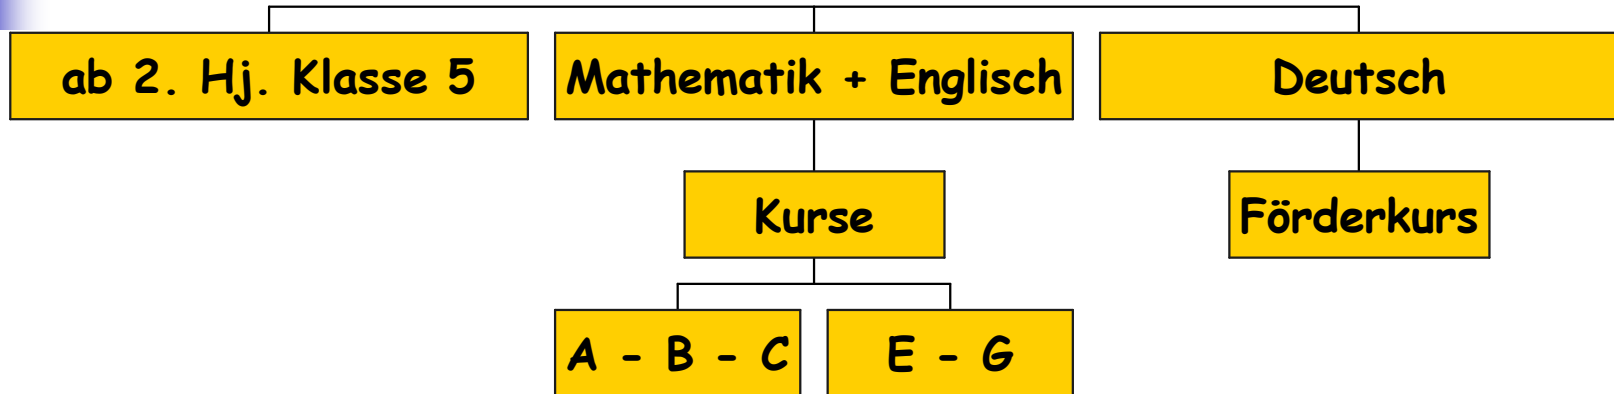 ab 2. Hj. Klasse 5
Mathematik + Englisch
Deutsch
Kurse
Förderkurs
A - B - C
E - G